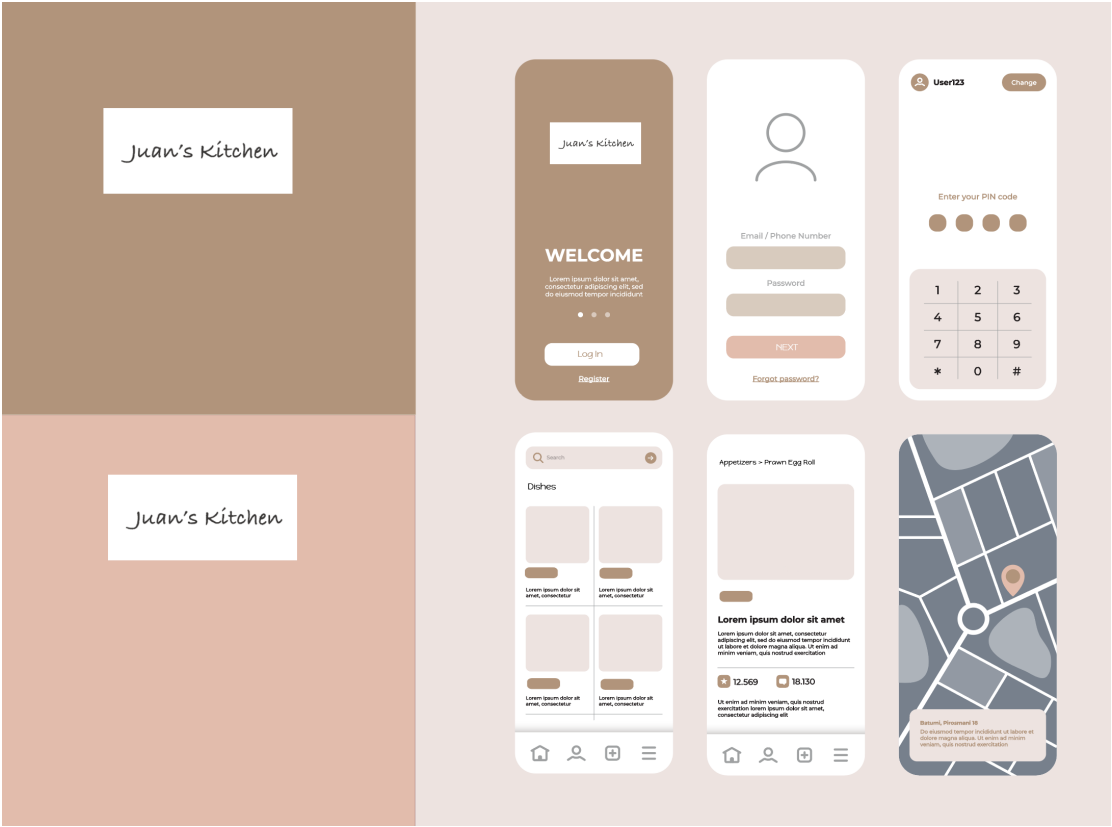 Juan's Kitchen
Juan's Kitchen
Juan's Kitchen
WELCOME
Lorem ipsum dolor sit amet,
consectetur adipiscing elit, sed
do eiusmod tempor incididunt
Log In
Register
Email / Phone Number
Password
NEXT
Forgot password?
User123
Change
Enter your PIN code
1 2 3
4 5 6
7 8 9
* 0 #
Search
Dishes
Lorem ipsum dolor sit
amet, consectetur
Lorem ipsum dolor sit
amet, consectetur
Lorem ipsum dolor sit
amet, consectetur
Lorem ipsum dolor sit
amet, consectetur
Appetizers > Prawn Egg Roll
Lorem ipsum dolor sit amet
Lorem ipsum dolor sit amet, consectetur
adipiscing elit, sed do eiusmod tempor incididunt
ut labore et dolore magna aliqua. Ut enim ad
minim veniam, quis nostrud exercitation
12.569 18.130
Ut enim ad minim veniam, quis nostrud
exercitation lorem ipsum dolor sit amet,
consectetur adipiscing elit
Batumi, Pirosmani 16
Do eiusmod tempor incididunt ut labore et
dolore magna aliqua. Ut enim ad minim
veniam, quis nostrud exercitation